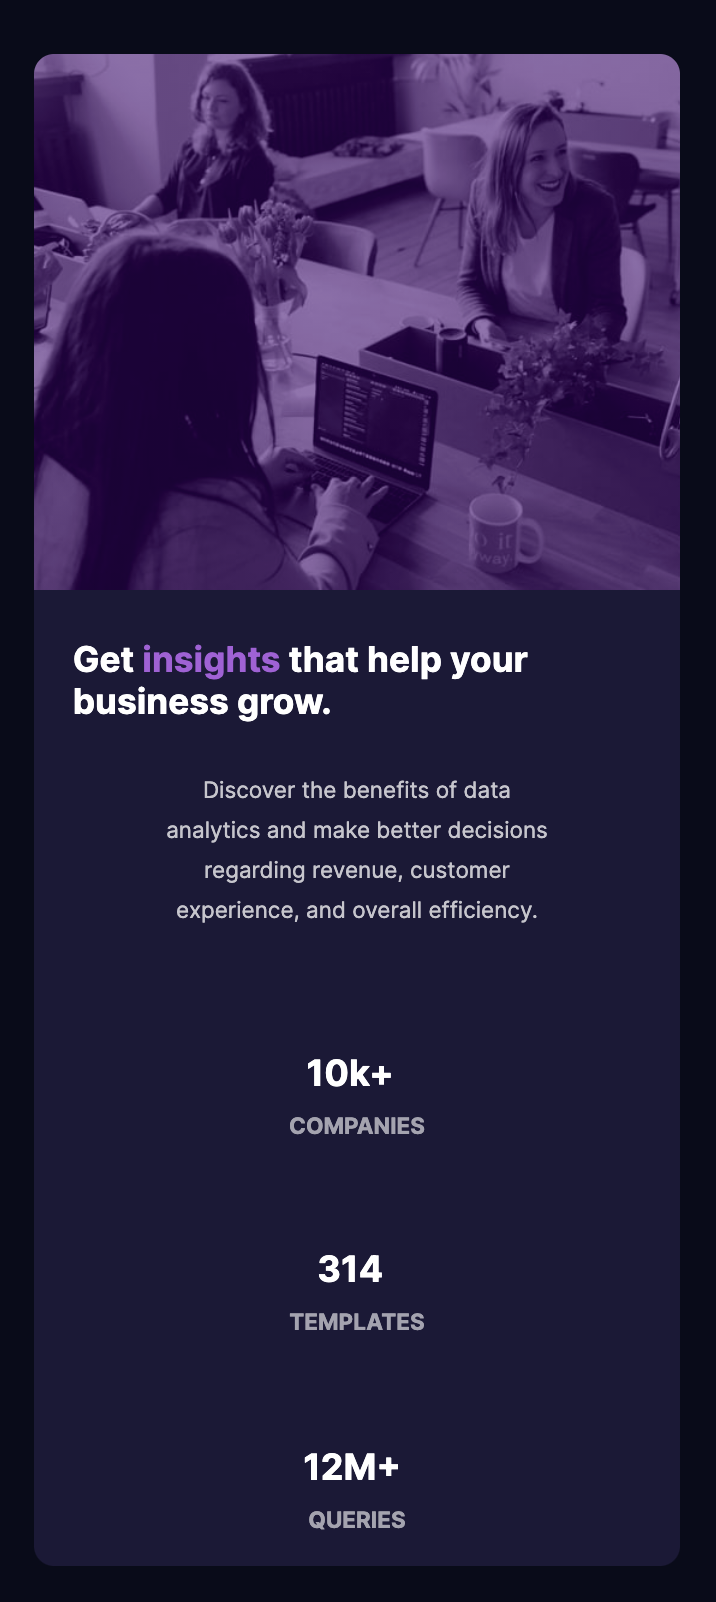 Get insights that help your
business grow.
Discover the benefits of data
analytics and make better decisions
regarding revenue, customer
experience, and overall efficiency.
10k+
COMPANIES
314
TEMPLATES
12M+
QUERIES